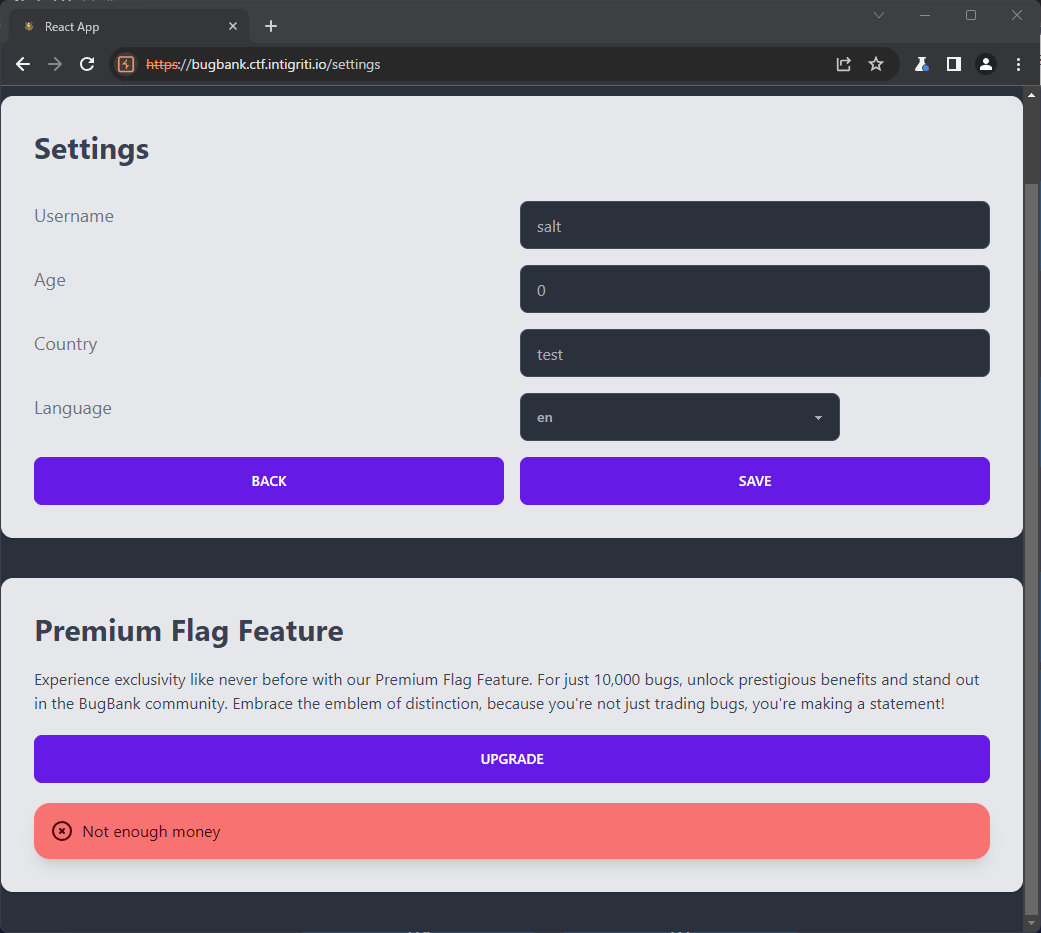 React App
https://bugbank.ctf.intigriti.io/settings
Settings
Username
salt
Age
0
Country
test
Language
en
BACK
SAVE
Premium Flag Feature
Experience exclusivity like never before with our Premium Flag Feature. For just 10,000 bugs, unlock prestigious benefits and stand out
in the BugBank community. Embrace the emblem of distinction, because you're not just trading bugs, you're making a statement!
UPGRADE
Not enough money